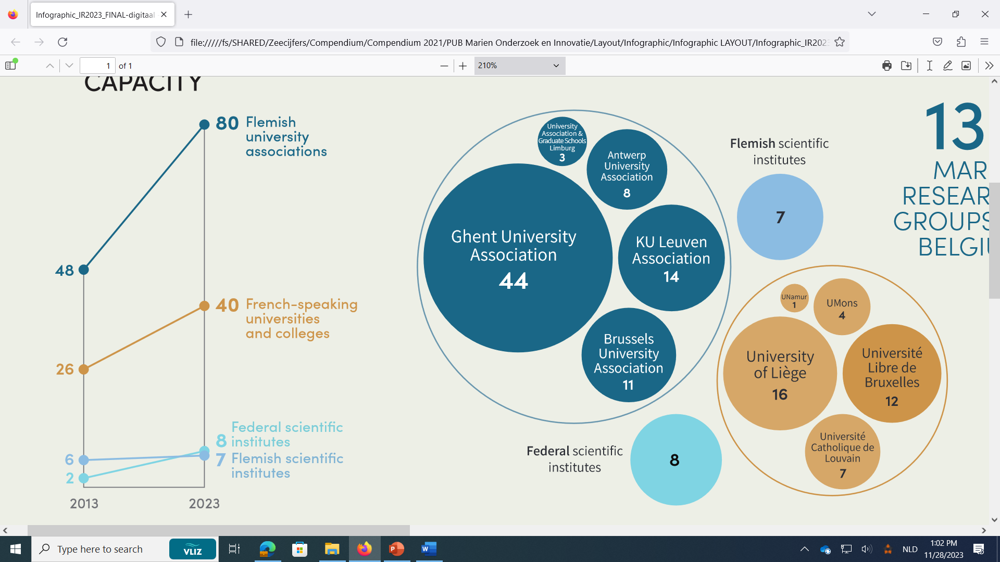 Infographic_IR2023_FINAL-digitaal
file://///fs/SHARED/Zeecijfers/Compendium/Compendium 2021/PUB Marien Onderzoek en Innovatie/Layout/Infographic/Infographic LAYOUT/Infographic_IR2023
1 of 1
210%
CAPACITY
80 Flemish
university
associations
48
40 French-speaking
universities
and colleges
26
8 Federal scientific
institutes
7 Flemish scientific
institutes
6
2
2013
2023
University
Association &
Graduate Schools
Limburg
3
Antwerp
University
Association
8
Ghent University
Association
44
KU Leuven
Association
14
Brussels
University
Association
11
Flemish scientific
institutes
7
Federal scientific
institutes
8
UNamur
1
UMons
4
University
of Liège
16
Université
Libre de
Bruxelles
12
Université
Catholique de
Louvain
7
13
MAR
RESEAR
GROUPS
BELGIU
Type here to search
VLIZ
NLD
1:02 PM
11/28/2023